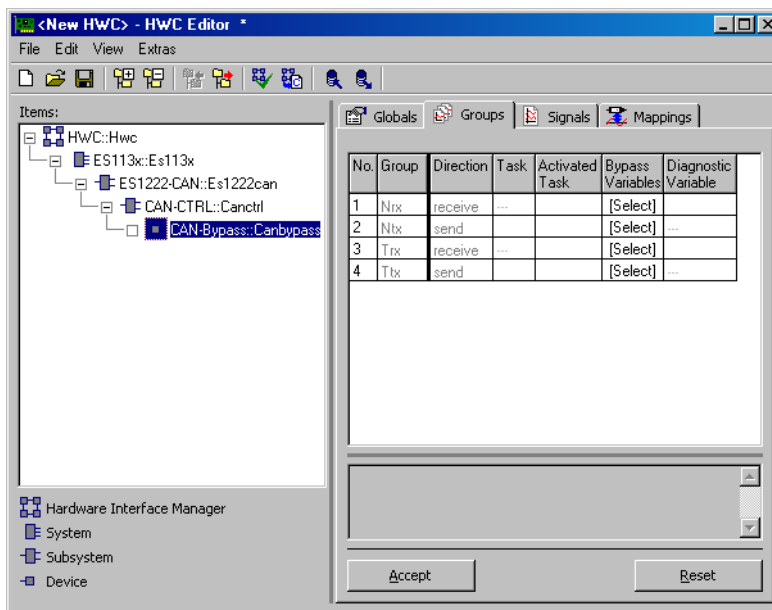 <New HWC> - HWC Editor *
File Edit View Extras
Items:
HWC::Hwc
ES113x::Es113x
ES1222-CAN::Es1222can
CAN-CTRL::Canctrl
CAN-Bypass::Canbypass
Hardware Interface Manager
System
Subsystem
Device
Globals Groups Signals Mappings
No. Group Direction Task Activated Task Bypass Variables Diagnostic Variable
1 Nrx receive --- [Select]
2 Ntx send [Select] ---
3 Trx receive --- [Select]
4 Ttx send [Select] ---
Accept Reset